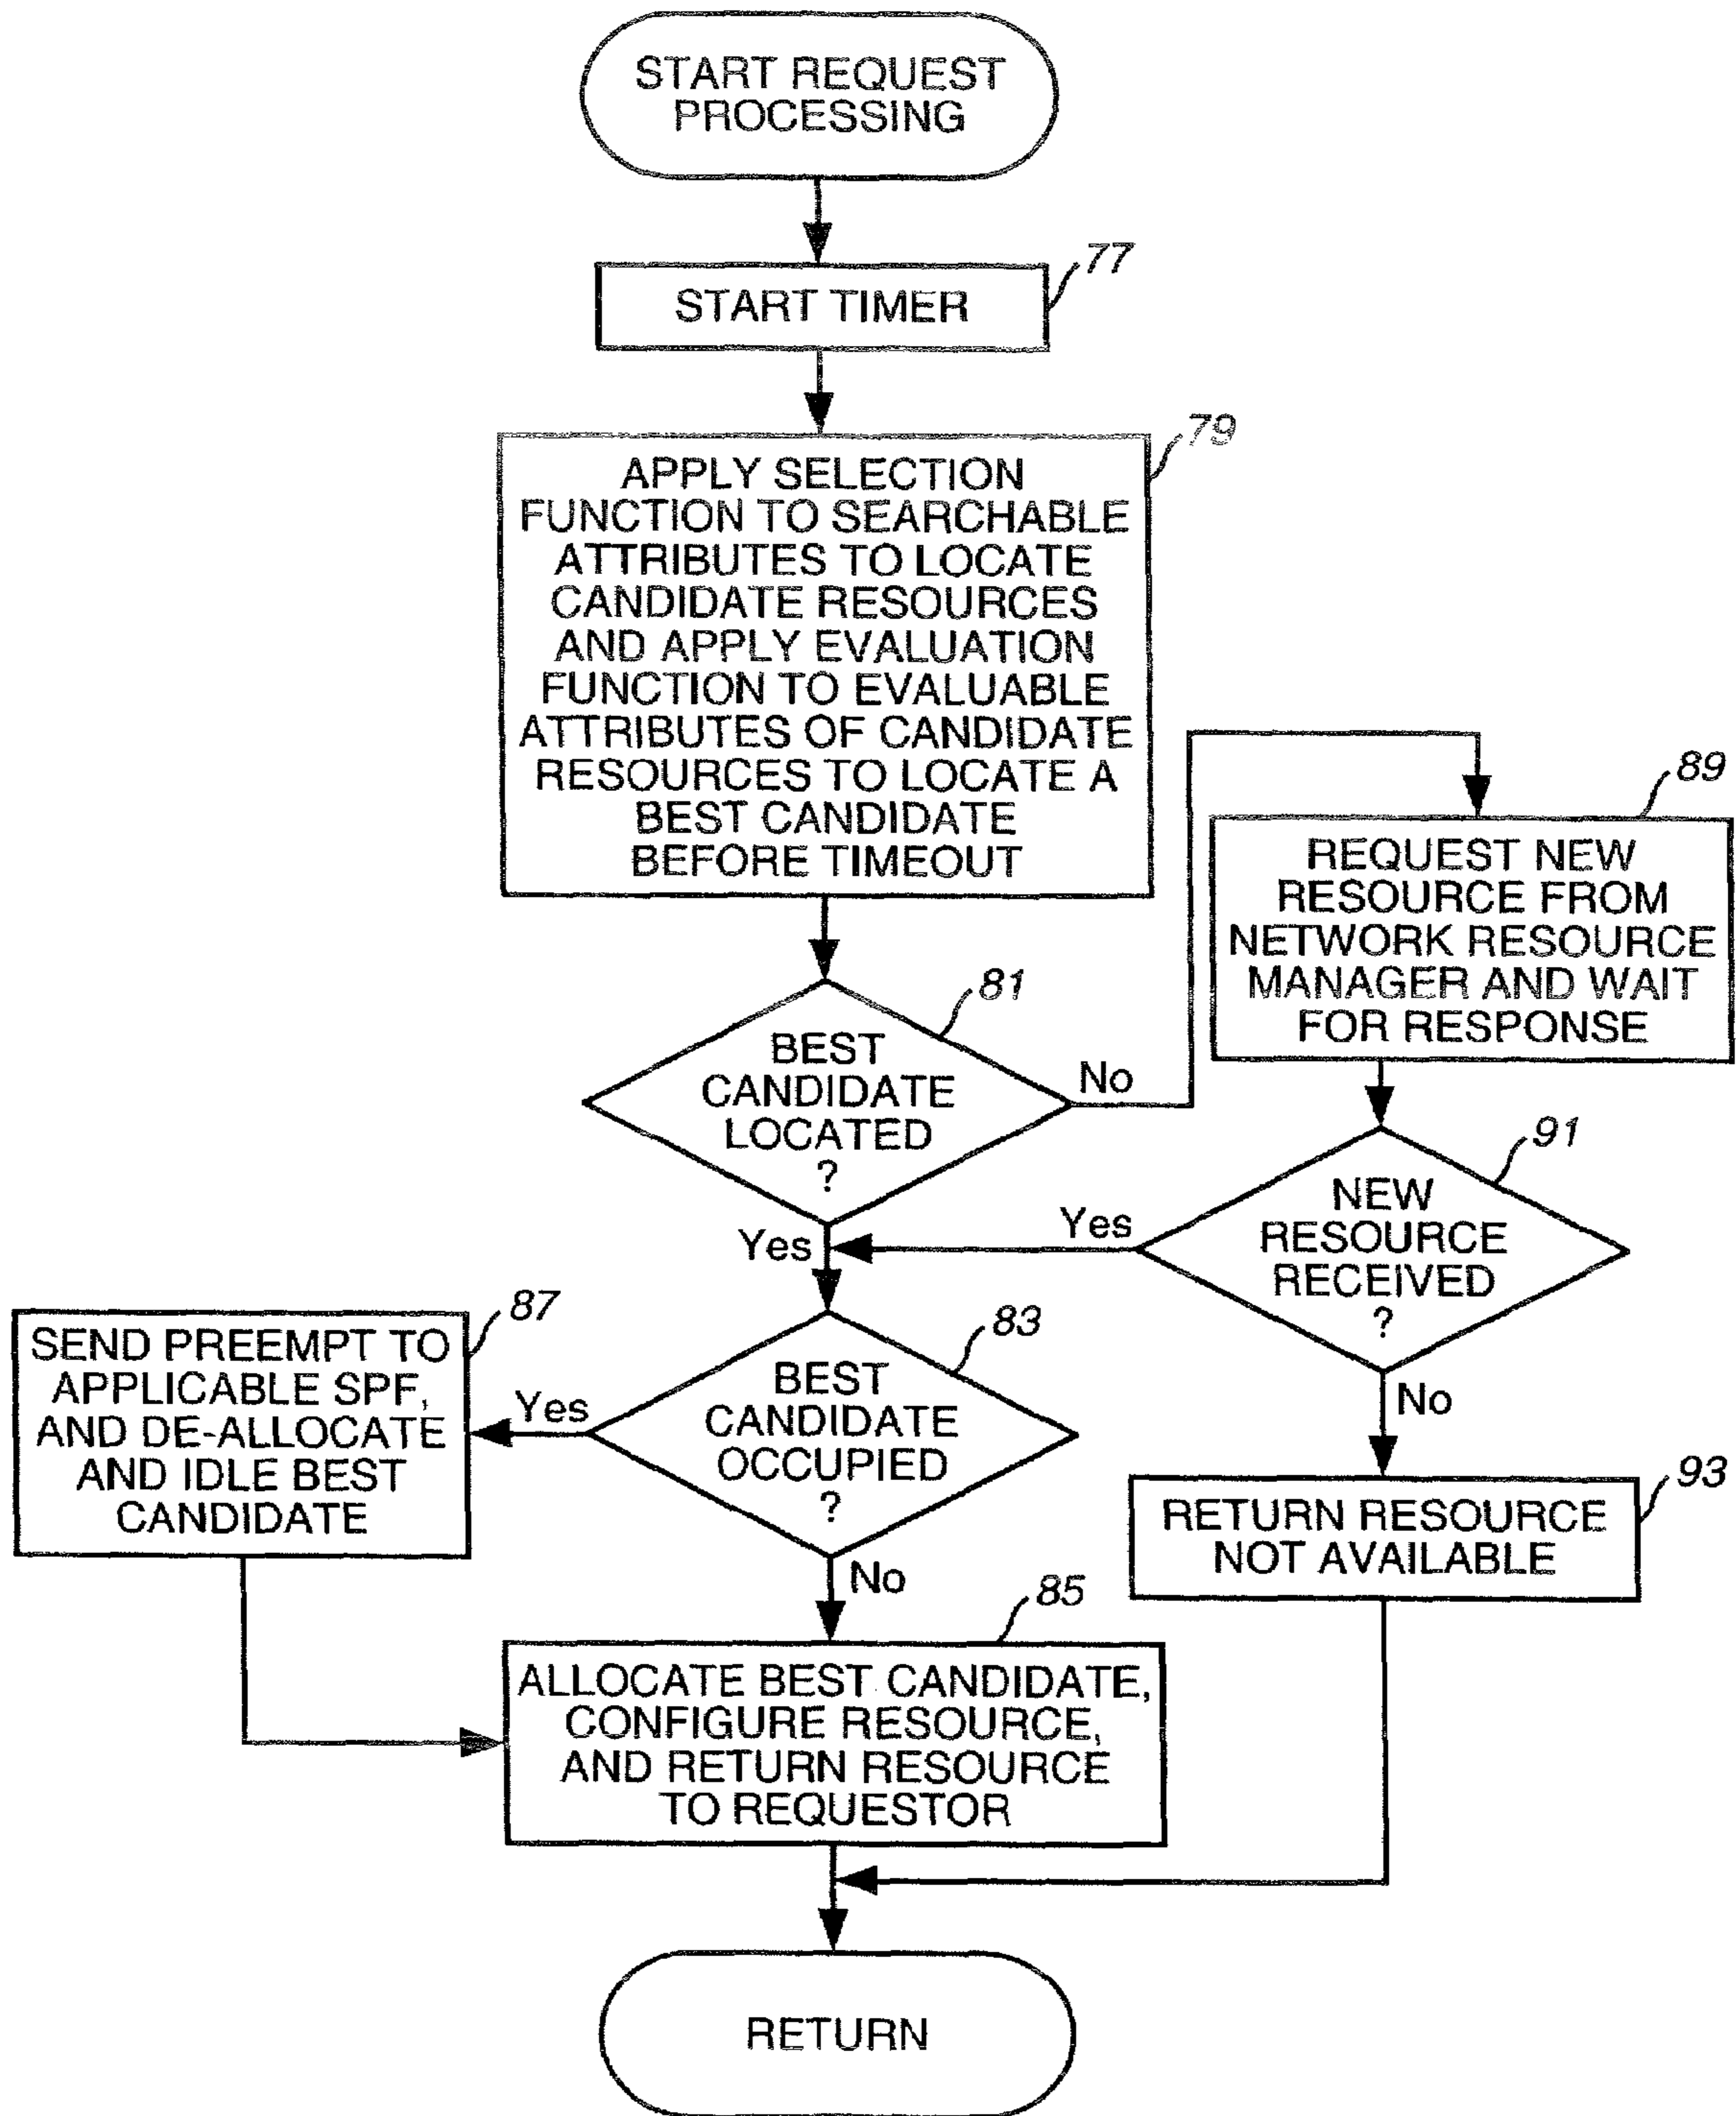 START REQUEST
PROCESSING
77
START TIMER
79
APPLY SELECTION
FUNCTION TO SEARCHABLE
ATTRIBUTES TO LOCATE
CANDIDATE RESOURCES
AND APPLY EVALUATION
FUNCTION TO EVALUABLE
ATTRIBUTES OF CANDIDATE
RESOURCES TO LOCATE A
BEST CANDIDATE
BEFORE TIMEOUT
89
REQUEST NEW
RESOURCE FROM
NETWORK RESOURCE
MANAGER AND WAIT
FOR RESPONSE
81
BEST
CANDIDATE
LOCATED
?
No
Yes
91
NEW
RESOURCE
RECEIVED
?
Yes
No
87
SEND PREEMPT TO
APPLICABLE SPF,
AND DE-ALLOCATE
AND IDLE BEST
CANDIDATE
83
BEST
CANDIDATE
OCCUPIED
?
Yes
No
93
RETURN RESOURCE
NOT AVAILABLE
85
ALLOCATE BEST CANDIDATE,
CONFIGURE RESOURCE,
AND RETURN RESOURCE
TO REQUESTOR
RETURN